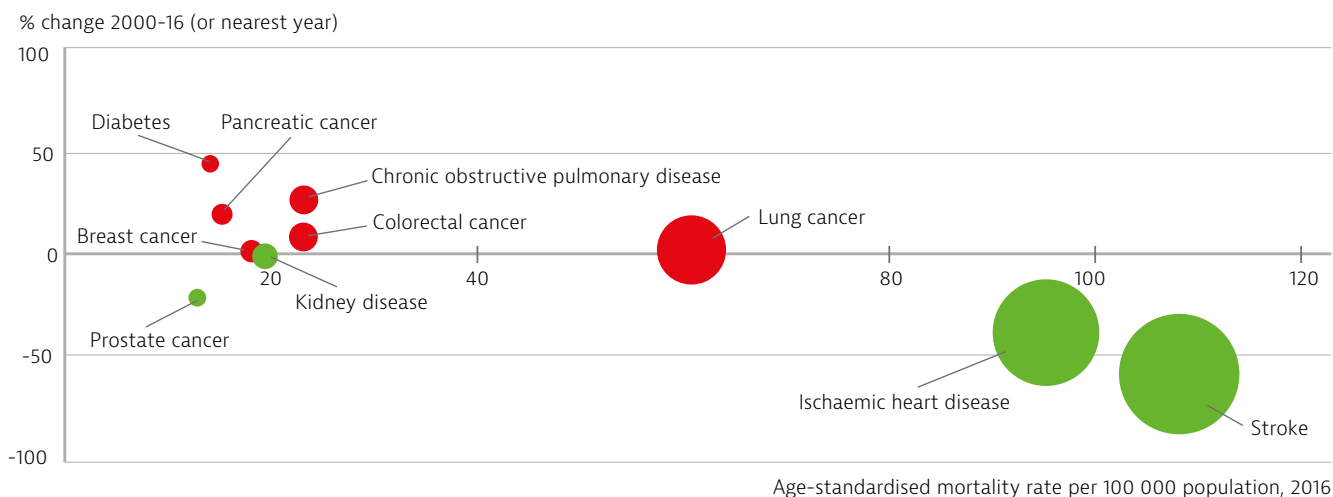 % change 2000-16 (or nearest year)
100
Diabetes
Pancreatic cancer
50
Chronic obstructive pulmonary disease
Lung cancer
Colorectal cancer
Breast cancer
0
20
40
80
100
120
Kidney disease
Prostate cancer
-50
Ischaemic heart disease
Stroke
-100
Age-standardised mortality rate per 100 000 population, 2016